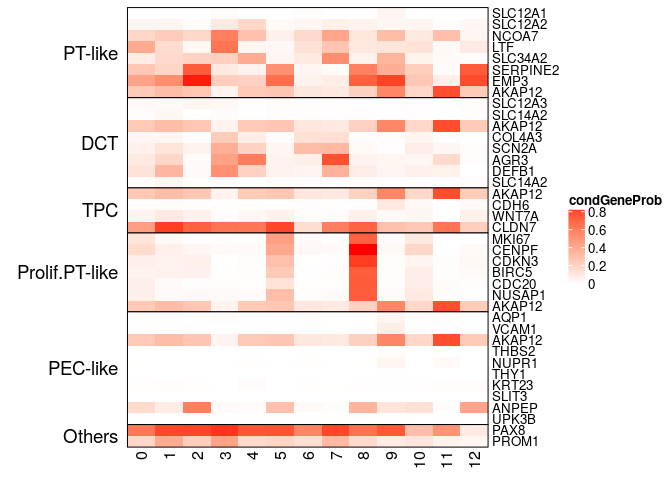 PT-like
SLC12A1
SLC12A2
NCOA7
LTF
SLC34A2
SERPINE2
EMP3
AKAP12
DCT
SLC12A3
SLC14A2
AKAP12
COL4A3
SCN2A
AGR3
DEFB1
SLC14A2
TPC
AKAP12
CDH6
WNT7A
CLDN7
Prolif.PT-like
MKI67
CENPF
CDKN3
BIRC5
CDC20
NUSAP1
AKAP12
PEC-like
AQP1
VCAM1
AKAP12
THBS2
NUPR1
THY1
KRT23
SLIT3
ANPEP
UPK3B
Others
PAX8
PROM1
0 1 2 3 4 5 6 7 8 9 10 11 12
condGeneProb
0.8
0.6
0.4
0.2
0